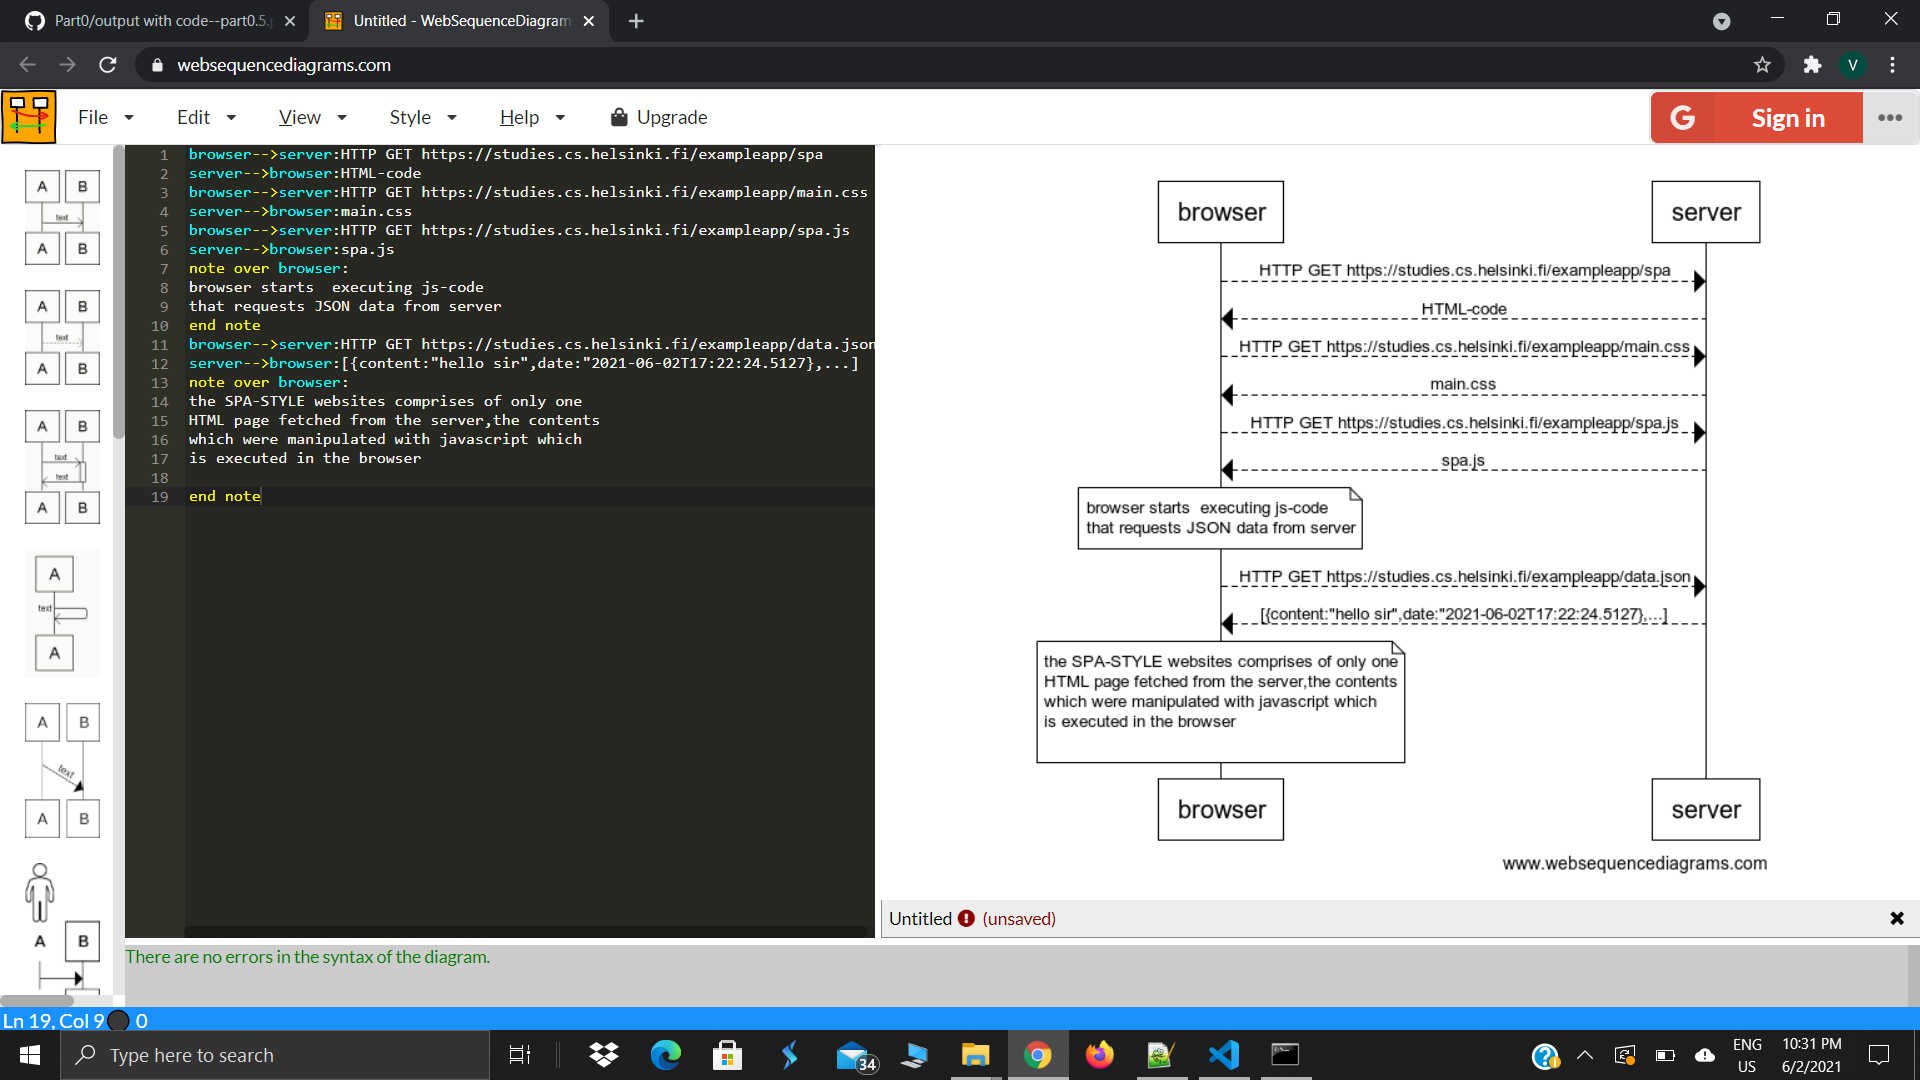 Part0/output with code--part0.5.p
Untitled - WebSequenceDiagram
websequencediagrams.com
V
File
Edit
View
Style
Help
Upgrade
G Sign in
A B
text
A B
A B
text
A B
A B
text
text
A B
A
text
A
A B
text
A B
A B
1 browser-->server:HTTP GET https://studies.cs.helsinki.fi/exampleapp/spa
2 server-->browser:HTML-code
3 browser-->server:HTTP GET https://studies.cs.helsinki.fi/exampleapp/main.css
4 server-->browser:main.css
5 browser-->server:HTTP GET https://studies.cs.helsinki.fi/exampleapp/spa.js
6 server-->browser:spa.js
7 note over browser:
8 browser starts  executing js-code
9 that requests JSON data from server
10 end note
11 browser-->server:HTTP GET https://studies.cs.helsinki.fi/exampleapp/data.json
12 server-->browser:[{content:"hello sir",date:"2021-06-02T17:22:24.5127},...]
13 note over browser:
14 the SPA-STYLE websites comprises of only one
15 HTML page fetched from the server,the contents
16 which were manipulated with javascript which
17 is executed in the browser
18
19 end note
browser server
HTTP GET https://studies.cs.helsinki.fi/exampleapp/spa
HTML-code
HTTP GET https://studies.cs.helsinki.fi/exampleapp/main.css
main.css
HTTP GET https://studies.cs.helsinki.fi/exampleapp/spa.js
spa.js
browser starts  executing js-code
that requests JSON data from server
HTTP GET https://studies.cs.helsinki.fi/exampleapp/data.json
[{content:"hello sir",date:"2021-06-02T17:22:24.5127},...]
the SPA-STYLE websites comprises of only one
HTML page fetched from the server,the contents
which were manipulated with javascript which
is executed in the browser
browser server
www.websequencediagrams.com
Untitled (unsaved)
There are no errors in the syntax of the diagram.
Ln 19, Col 9 0
Type here to search
34
ENG
US
10:31 PM
6/2/2021